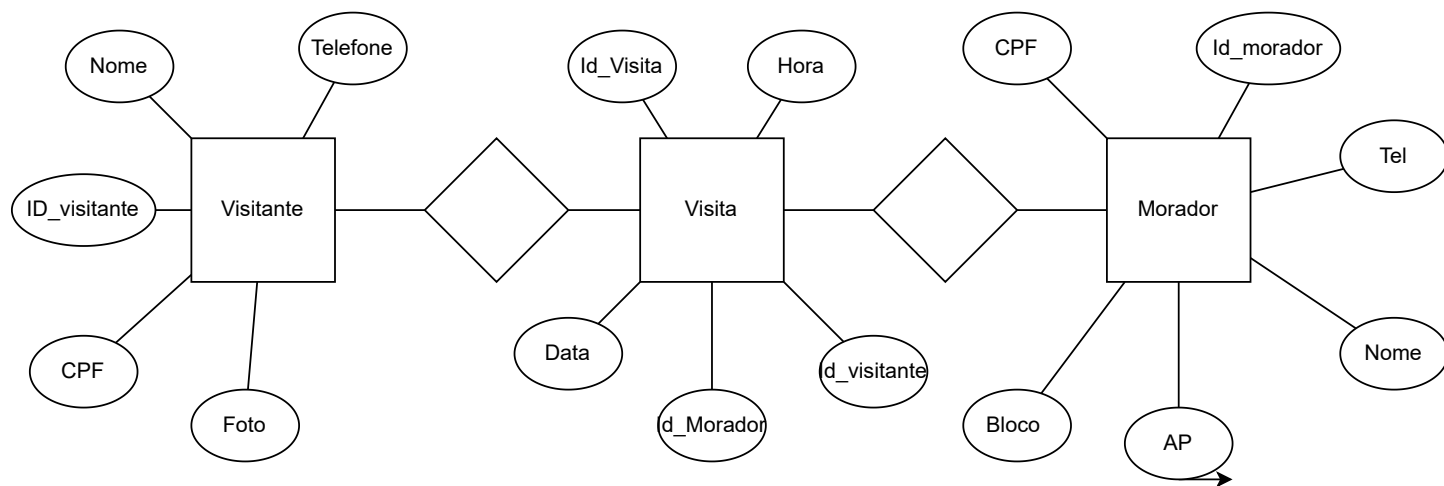 Nome
Telefone
ID_visitante
Visitante
CPF
Foto
Id_Visita
Hora
Visita
Data
Id_Morador
Id_visitante
CPF
Id_morador
Tel
Morador
Nome
Bloco
AP